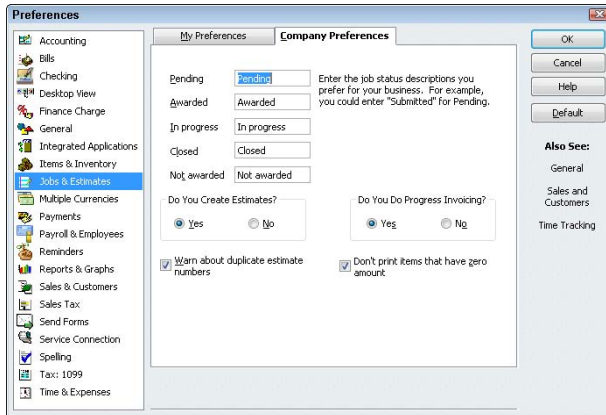 Preferences
Accounting
Bills
Checking
Desktop View
Finance Charge
General
Integrated Applications
Items & Inventory
Jobs & Estimates
Multiple Currencies
Payments
Payroll & Employees
Reminders
Reports & Graphs
Sales & Customers
Sales Tax
Send Forms
Service Connection
Spelling
Tax: 1099
Time & Expenses
My Preferences
Company Preferences
Pending Pending
Awarded Awarded
In progress In progress
Closed Closed
Not awarded Not awarded
Enter the job status descriptions you
prefer for your business. For example,
you could enter "Submitted" for Pending.
Do You Create Estimates?
Yes No
Do You Do Progress Invoicing?
Yes No
Warn about duplicate estimate
numbers
Don't print items that have zero
amount
OK
Cancel
Help
Default
Also See:
General
Sales and
Customers
Time Tracking